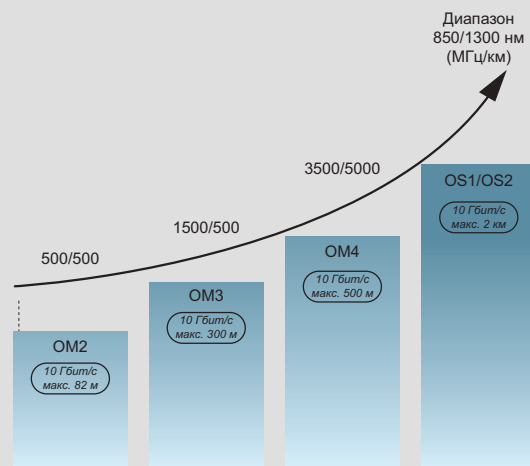 Диапазон
850/1300 нм
(МГц/км)
3500/5000
OS1/OS2
10 Гбит/с
макс. 2 км
1500/500
OM4
500/500
10 Гбит/с
макс. 500 м
OM3
10 Гбит/с
макс. 300 м
OM2
10 Гбит/с
макс. 82 м